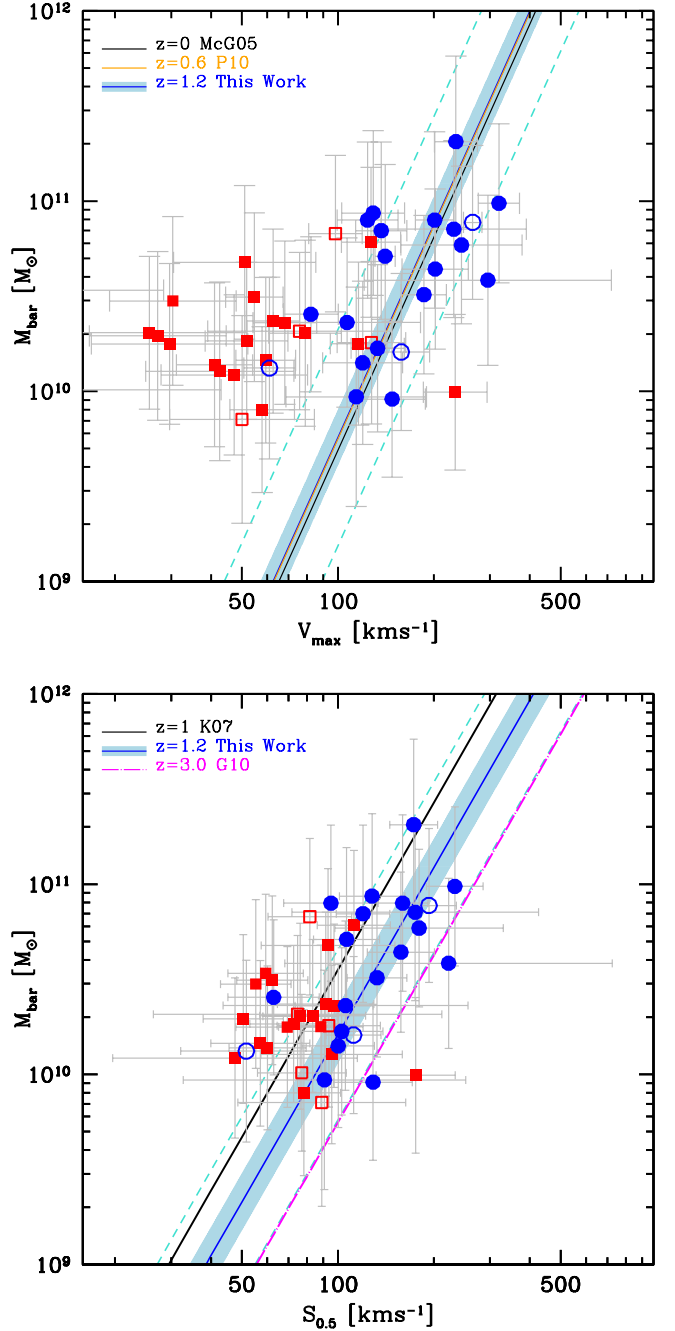 10¹²
z=0 McG05
z=0.6 P10
z=1.2 This Work
10¹¹
M_bar [M_⊙]
10¹⁰
10⁹
50 100 500
V_max [kms⁻¹]
10¹²
z=1 K07
z=1.2 This Work
z=3.0 G10
10¹¹
M_bar [M_⊙]
10¹⁰
10⁹
50 100 500
S_0.5 [kms⁻¹]